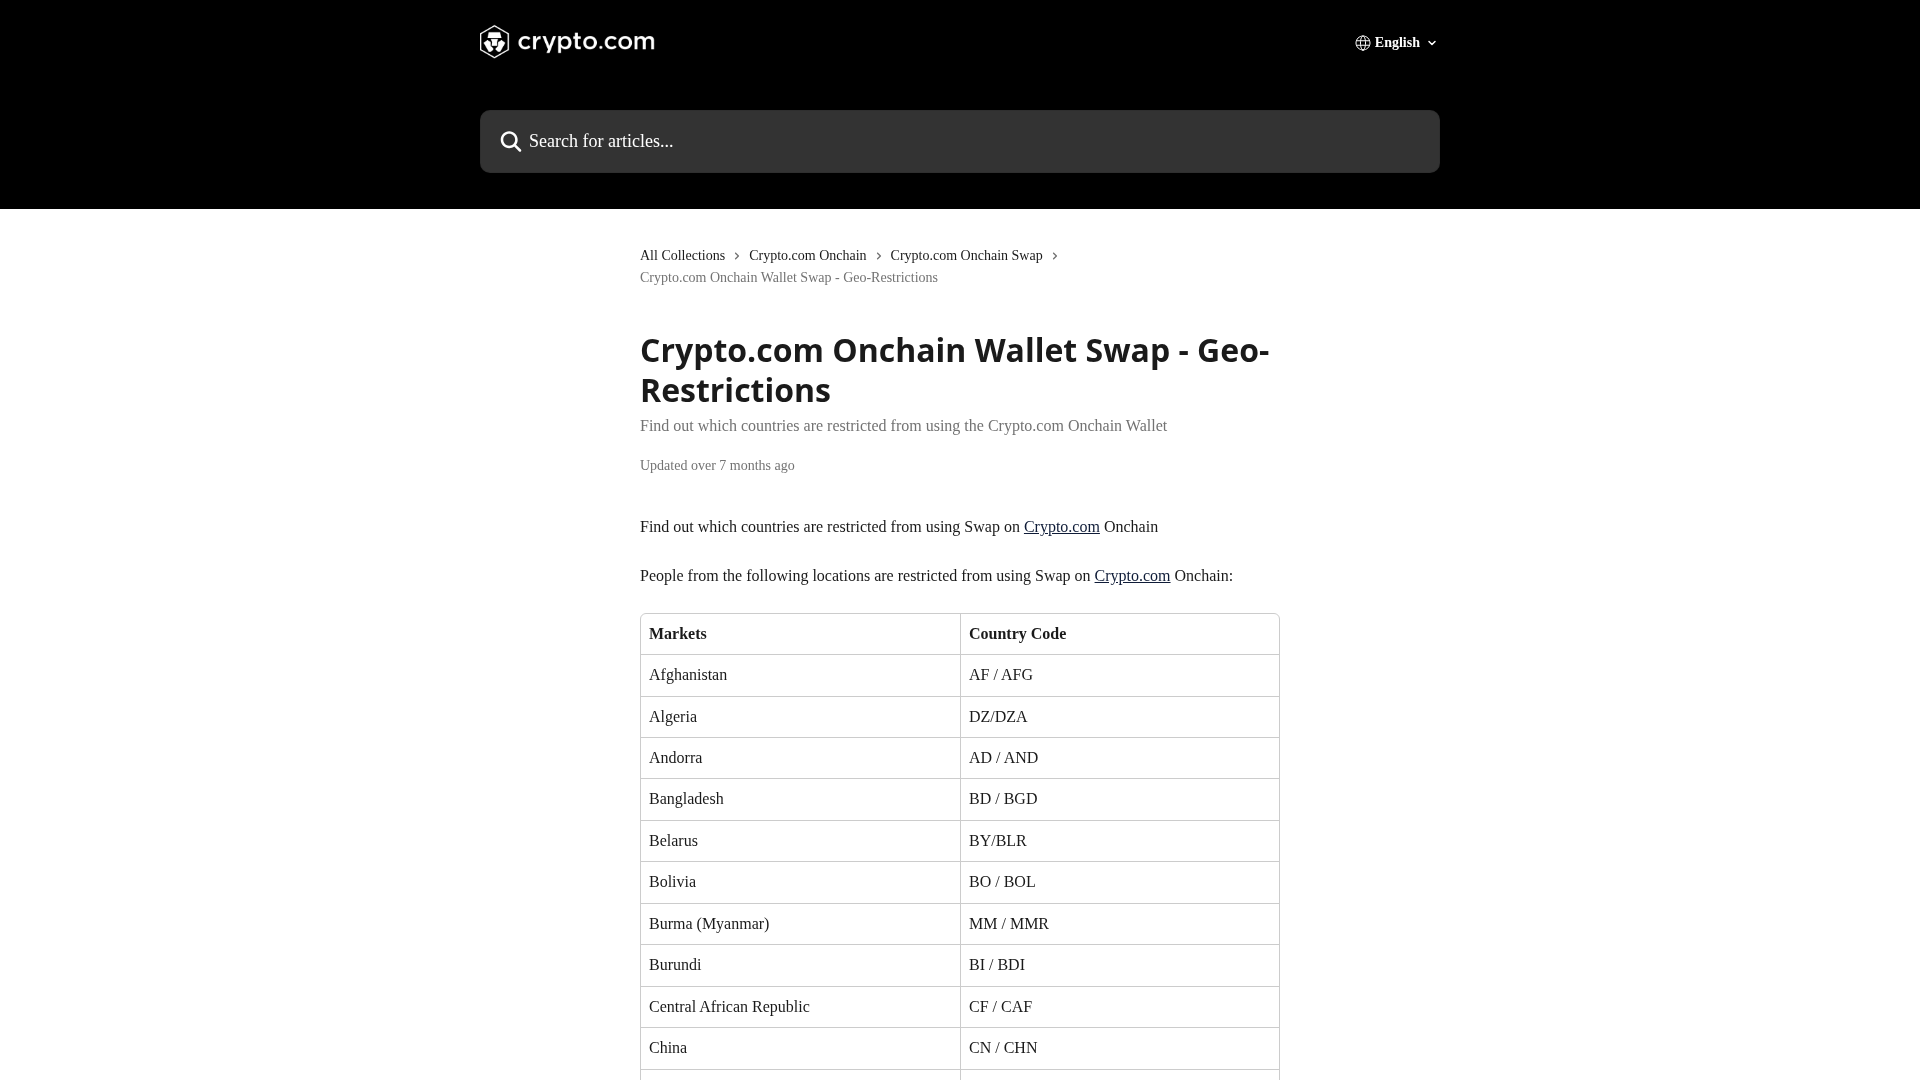 crypto.com
English
Search for articles...
All Collections
Crypto.com Onchain
Crypto.com Onchain Swap
Crypto.com Onchain Wallet Swap - Geo-Restrictions
Crypto.com Onchain Wallet Swap - Geo-
Restrictions
Find out which countries are restricted from using the Crypto.com Onchain Wallet
Updated over 7 months ago
Find out which countries are restricted from using Swap on Crypto.com Onchain
People from the following locations are restricted from using Swap on Crypto.com Onchain:
Markets Country Code
Afghanistan AF / AFG
Algeria DZ/DZA
Andorra AD / AND
Bangladesh BD / BGD
Belarus BY/BLR
Bolivia BO / BOL
Burma (Myanmar) MM / MMR
Burundi BI / BDI
Central African Republic CF / CAF
China CN / CHN